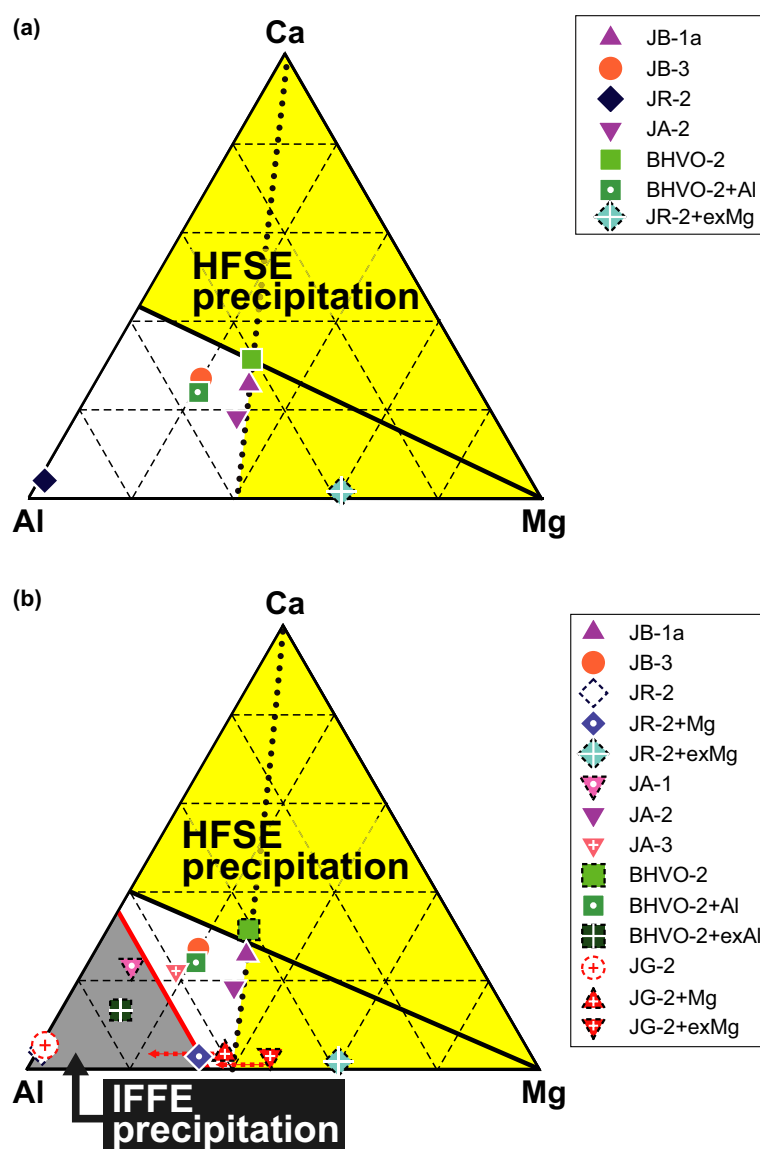 (a)
Ca
HFSE
precipitation
Al
Mg
JB-1a
JB-3
JR-2
JA-2
BHVO-2
BHVO-2+Al
JR-2+exMg
(b)
Ca
HFSE
precipitation
Al
Mg
IFFE
precipitation
JB-1a
JB-3
JR-2
JR-2+Mg
JR-2+exMg
JA-1
JA-2
JA-3
BHVO-2
BHVO-2+Al
BHVO-2+exAl
JG-2
JG-2+Mg
JG-2+exMg